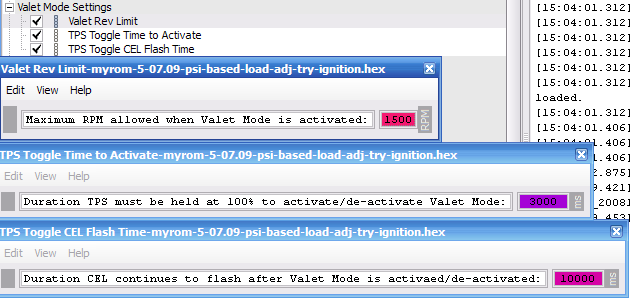 Valet Mode Settings
Valet Rev Limit
TPS Toggle Time to Activate
TPS Toggle CEL Flash Time
[15:04:01.312]
[15:04:01.312]
[15:04:01.312]
[15:04:01.312]
[15:04:01.312]
loaded.
[15:04:01.312]
[15:04:01.406]
[15:04:01.406]
Valet Rev Limit-myrom-5-07.09-psi-based-load-adj-try-ignition.hex
Edit View Help
Maximum RPM allowed when Valet Mode is activated: 1500 RPM
TPS Toggle Time to Activate-myrom-5-07.09-psi-based-load-adj-try-ignition.hex
Edit View Help
Duration TPS must be held at 100% to activate/de-activate Valet Mode: 3000 ms
.875]
.421]
_2008]
9.453]
TPS Toggle CEL Flash Time-myrom-5-07.09-psi-based-load-adj-try-ignition.hex
Edit View Help
Duration CEL continues to flash after Valet Mode is activaed/de-activated: 10000 ms